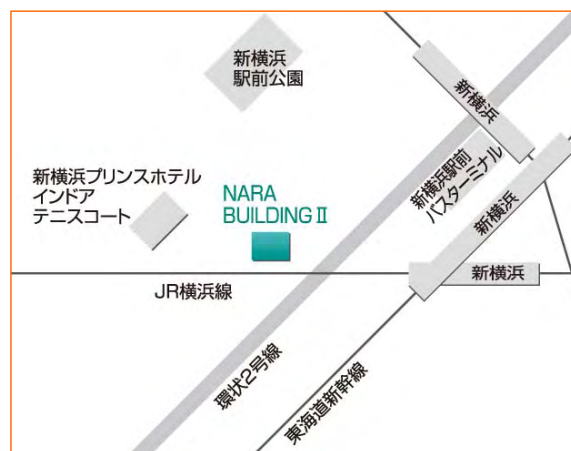 新横浜
駅前公園
新横浜
新横浜駅前
バスターミナル
新横浜
新横浜プリンスホテル
インドア
テニスコート
NARA
BUILDING II
新横浜
JR横浜線
環状2号線
東海道新幹線